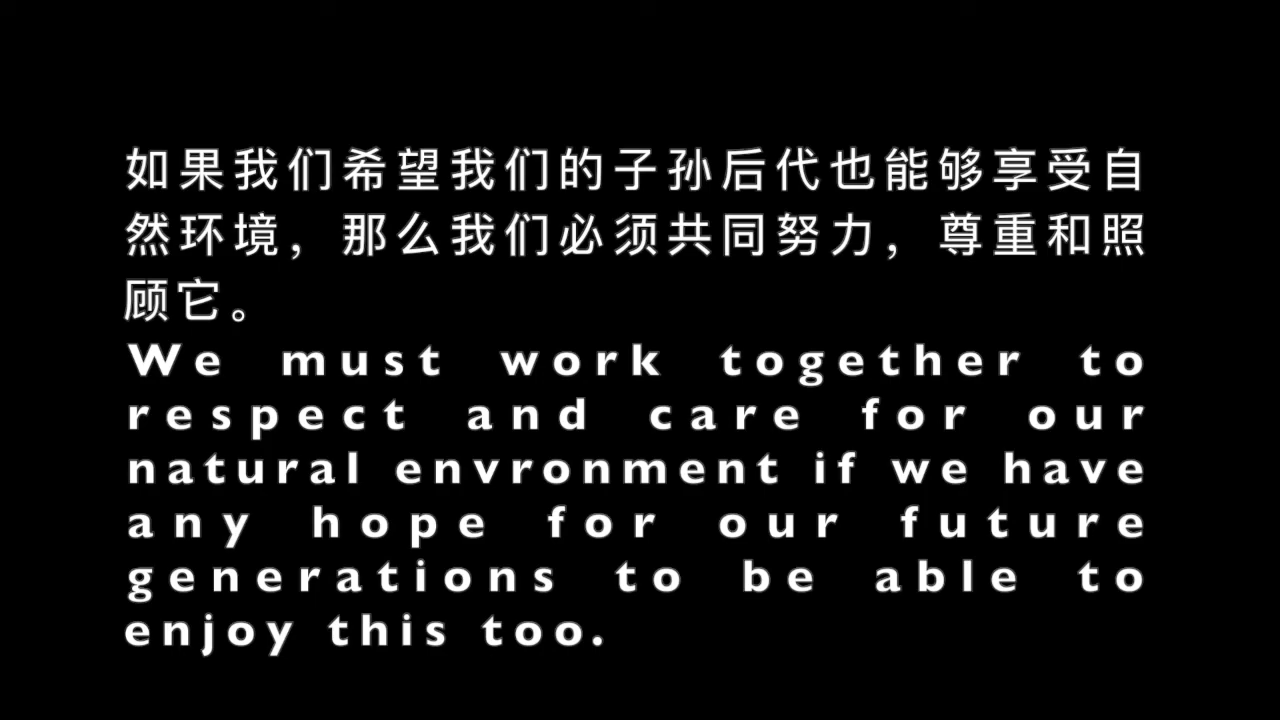 如果我们希望我们的子孙后代也能够享受自
然环境，那么我们必须共同努力，尊重和照
顾它。
We must work together to
respect and care for our
natural envronment if we have
any hope for our future
generations to be able to
enjoy this too.